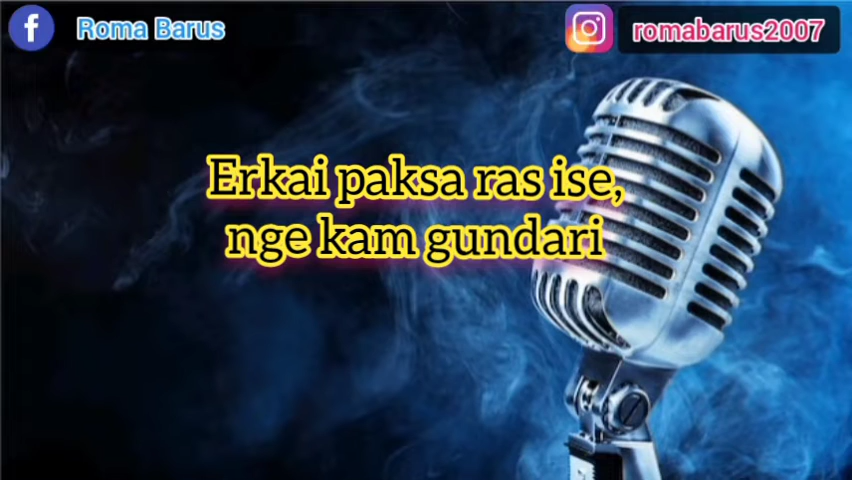 Roma Barus
romabarus2007
Erkai paksa ras ise,
nge kam gundari